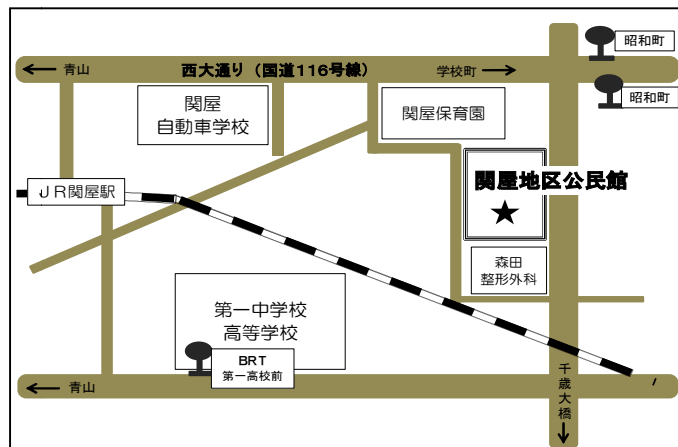 昭和町
← 青山
西大通り（国道116号線）
学校町 →
昭和町
関屋
自動車学校
関屋保育園
関屋地区公民館
★
ＪＲ関屋駅
森田
整形外科
第一中学校
高等学校
BRT
第一高校前
← 青山
千歳大橋
↓